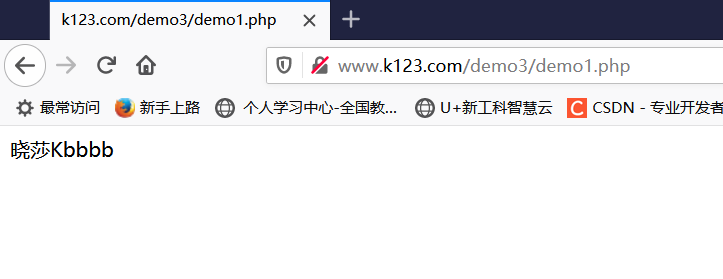 k123.com/demo3/demo1.php
www.k123.com/demo3/demo1.php
最常访问 新手上路 个人学习中心-全国教... U+新工科智慧云 CSDN - 专业开发者
晓莎Kbbbb